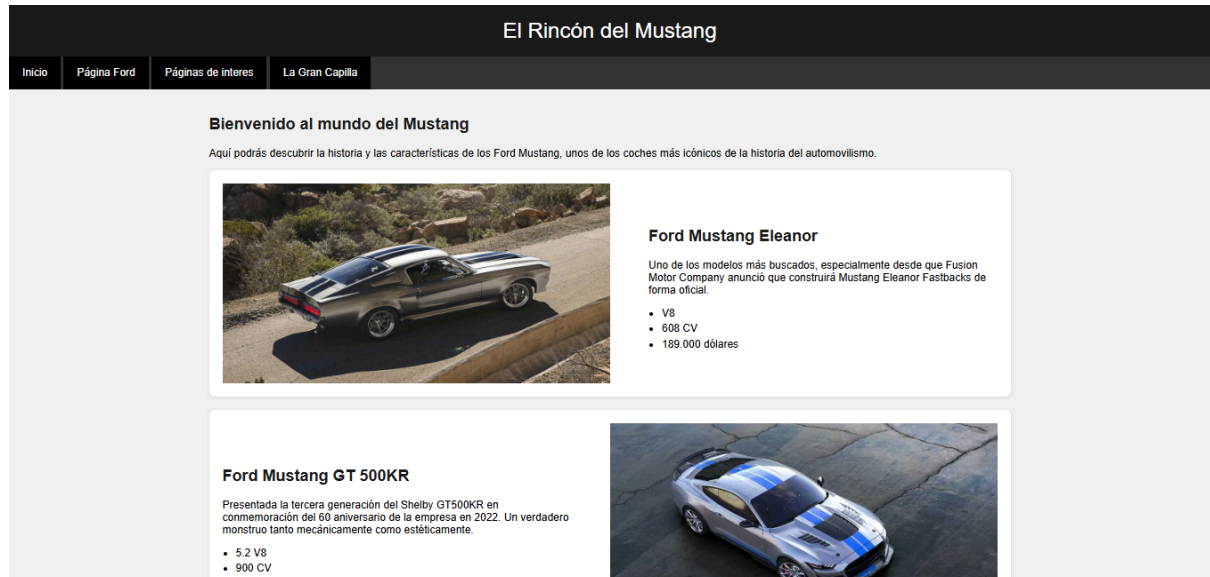 El Rincón del Mustang
Inicio Página Ford Páginas de interes La Gran Capilla
Bienvenido al mundo del Mustang
Aquí podrás descubrir la historia y las características de los Ford Mustang, unos de los coches más icónicos de la historia del automovilismo.
Ford Mustang Eleanor
Uno de los modelos más buscados, especialmente desde que Fusion
Motor Company anunció que construirá Mustang Eleanor Fastbacks de
forma oficial.
• V8
• 608 CV
• 189.000 dólares
Ford Mustang GT 500KR
Presentada la tercera generación del Shelby GT500KR en
conmemoración del 60 aniversario de la empresa en 2022. Un verdadero
monstruo tanto mecánicamente como estéticamente.
• 5.2 V8
• 900 CV